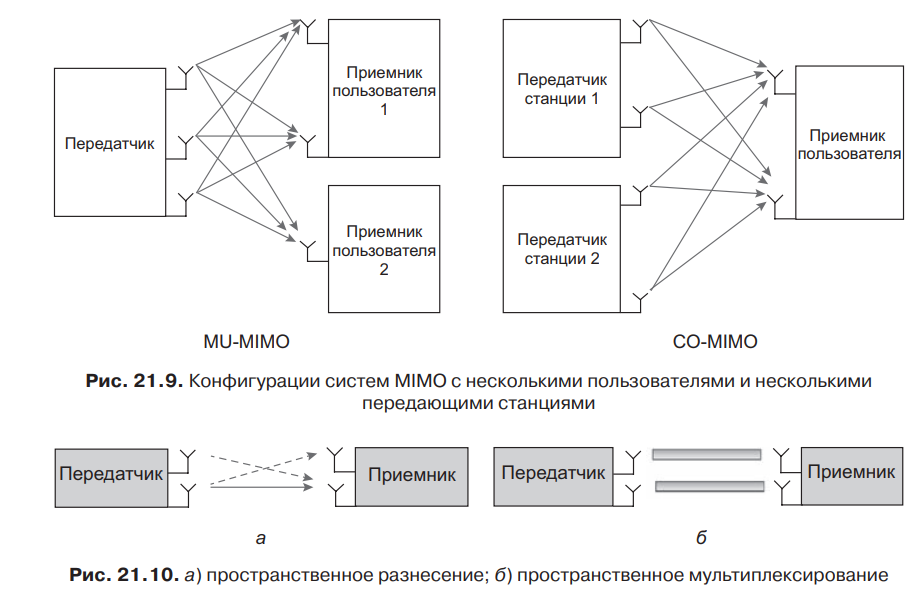 Передатчик
Приемник
пользователя
1
Приемник
пользователя
2
MU-MIMO
Передатчик
станции 1
Передатчик
станции 2
Приемник
пользователя
CO-MIMO
Рис. 21.9. Конфигурации систем MIMO с несколькими пользователями и несколькими
передающими станциями
Передатчик
Приемник
а
Передатчик
Приемник
б
Рис. 21.10. а) пространственное разнесение; б) пространственное мультиплексирование